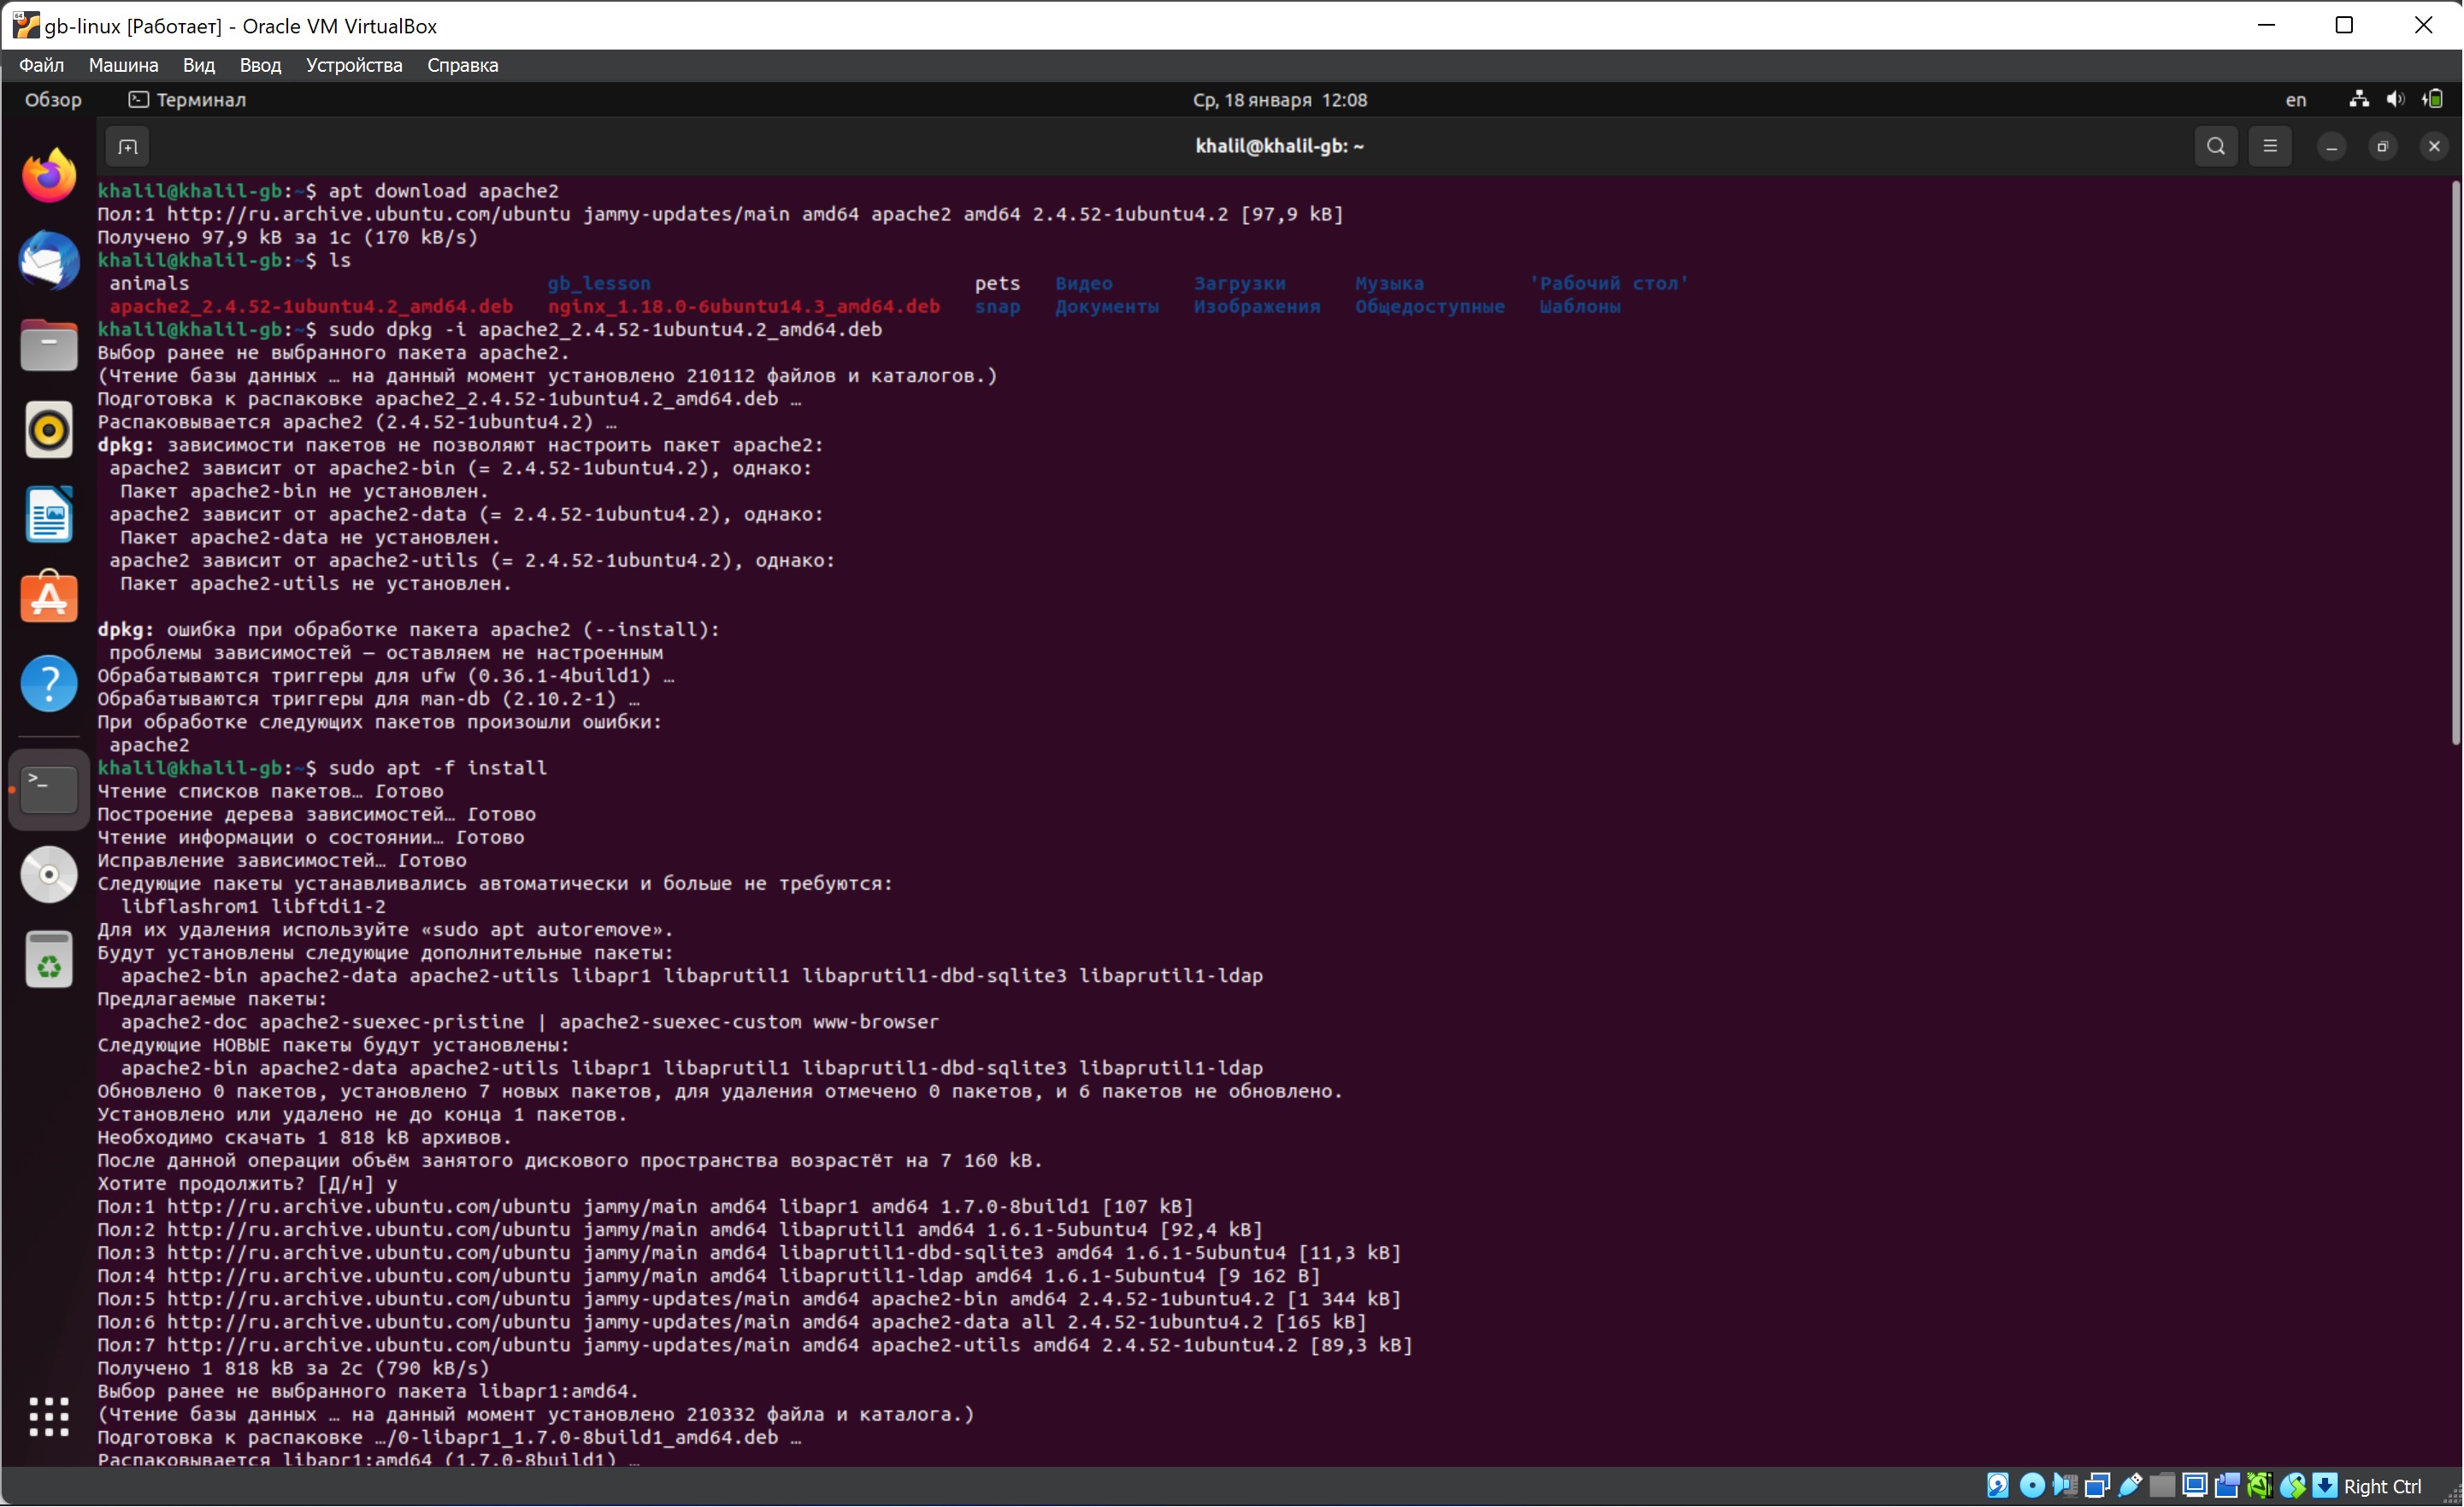 gb-linux [Работает] - Oracle VM VirtualBox
Файл Машина Вид Ввод Устройства Справка
Обзор Терминал Ср, 18 января 12:08 en
khalil@khalil-gb: ~
khalil@khalil-gb:~$ apt download apache2
Пол:1 http://ru.archive.ubuntu.com/ubuntu jammy-updates/main amd64 apache2 amd64 2.4.52-1ubuntu4.2 [97,9 kB]
Получено 97,9 kB за 1с (170 kB/s)
khalil@khalil-gb:~$ ls
animals gb_lesson pets Видео Загрузки Музыка 'Рабочий стол'
apache2_2.4.52-1ubuntu4.2_amd64.deb nginx_1.18.0-6ubuntu14.3_amd64.deb snap Документы Изображения Общедоступные Шаблоны
khalil@khalil-gb:~$ sudo dpkg -i apache2_2.4.52-1ubuntu4.2_amd64.deb
Выбор ранее не выбранного пакета apache2.
(Чтение базы данных … на данный момент установлено 210112 файлов и каталогов.)
Подготовка к распаковке apache2_2.4.52-1ubuntu4.2_amd64.deb …
Распаковывается apache2 (2.4.52-1ubuntu4.2) …
dpkg: зависимости пакетов не позволяют настроить пакет apache2:
apache2 зависит от apache2-bin (= 2.4.52-1ubuntu4.2), однако:
Пакет apache2-bin не установлен.
apache2 зависит от apache2-data (= 2.4.52-1ubuntu4.2), однако:
Пакет apache2-data не установлен.
apache2 зависит от apache2-utils (= 2.4.52-1ubuntu4.2), однако:
Пакет apache2-utils не установлен.
dpkg: ошибка при обработке пакета apache2 (--install):
проблемы зависимостей — оставляем не настроенным
Обрабатываются триггеры для ufw (0.36.1-4build1) …
Обрабатываются триггеры для man-db (2.10.2-1) …
При обработке следующих пакетов произошли ошибки:
apache2
khalil@khalil-gb:~$ sudo apt -f install
Чтение списков пакетов… Готово
Построение дерева зависимостей… Готово
Чтение информации о состоянии… Готово
Исправление зависимостей… Готово
Следующие пакеты устанавливались автоматически и больше не требуются:
libflashrom1 libftdi1-2
Для их удаления используйте «sudo apt autoremove».
Будут установлены следующие дополнительные пакеты:
apache2-bin apache2-data apache2-utils libapr1 libaprutil1 libaprutil1-dbd-sqlite3 libaprutil1-ldap
Предлагаемые пакеты:
apache2-doc apache2-suexec-pristine | apache2-suexec-custom www-browser
Следующие НОВЫЕ пакеты будут установлены:
apache2-bin apache2-data apache2-utils libapr1 libaprutil1 libaprutil1-dbd-sqlite3 libaprutil1-ldap
Обновлено 0 пакетов, установлено 7 новых пакетов, для удаления отмечено 0 пакетов, и 6 пакетов не обновлено.
Установлено или удалено не до конца 1 пакетов.
Необходимо скачать 1 818 kB архивов.
После данной операции объём занятого дискового пространства возрастёт на 7 160 kB.
Хотите продолжить? [Д/н] y
Пол:1 http://ru.archive.ubuntu.com/ubuntu jammy/main amd64 libapr1 amd64 1.7.0-8build1 [107 kB]
Пол:2 http://ru.archive.ubuntu.com/ubuntu jammy/main amd64 libaprutil1 amd64 1.6.1-5ubuntu4 [92,4 kB]
Пол:3 http://ru.archive.ubuntu.com/ubuntu jammy/main amd64 libaprutil1-dbd-sqlite3 amd64 1.6.1-5ubuntu4 [11,3 kB]
Пол:4 http://ru.archive.ubuntu.com/ubuntu jammy/main amd64 libaprutil1-ldap amd64 1.6.1-5ubuntu4 [9 162 B]
Пол:5 http://ru.archive.ubuntu.com/ubuntu jammy-updates/main amd64 apache2-bin amd64 2.4.52-1ubuntu4.2 [1 344 kB]
Пол:6 http://ru.archive.ubuntu.com/ubuntu jammy-updates/main amd64 apache2-data all 2.4.52-1ubuntu4.2 [165 kB]
Пол:7 http://ru.archive.ubuntu.com/ubuntu jammy-updates/main amd64 apache2-utils amd64 2.4.52-1ubuntu4.2 [89,3 kB]
Получено 1 818 kB за 2с (790 kB/s)
Выбор ранее не выбранного пакета libapr1:amd64.
(Чтение базы данных … на данный момент установлено 210332 файла и каталога.)
Подготовка к распаковке …/0-libapr1_1.7.0-8build1_amd64.deb …
Распаковывается libapr1:amd64 (1.7.0-8build1) …
Right Ctrl